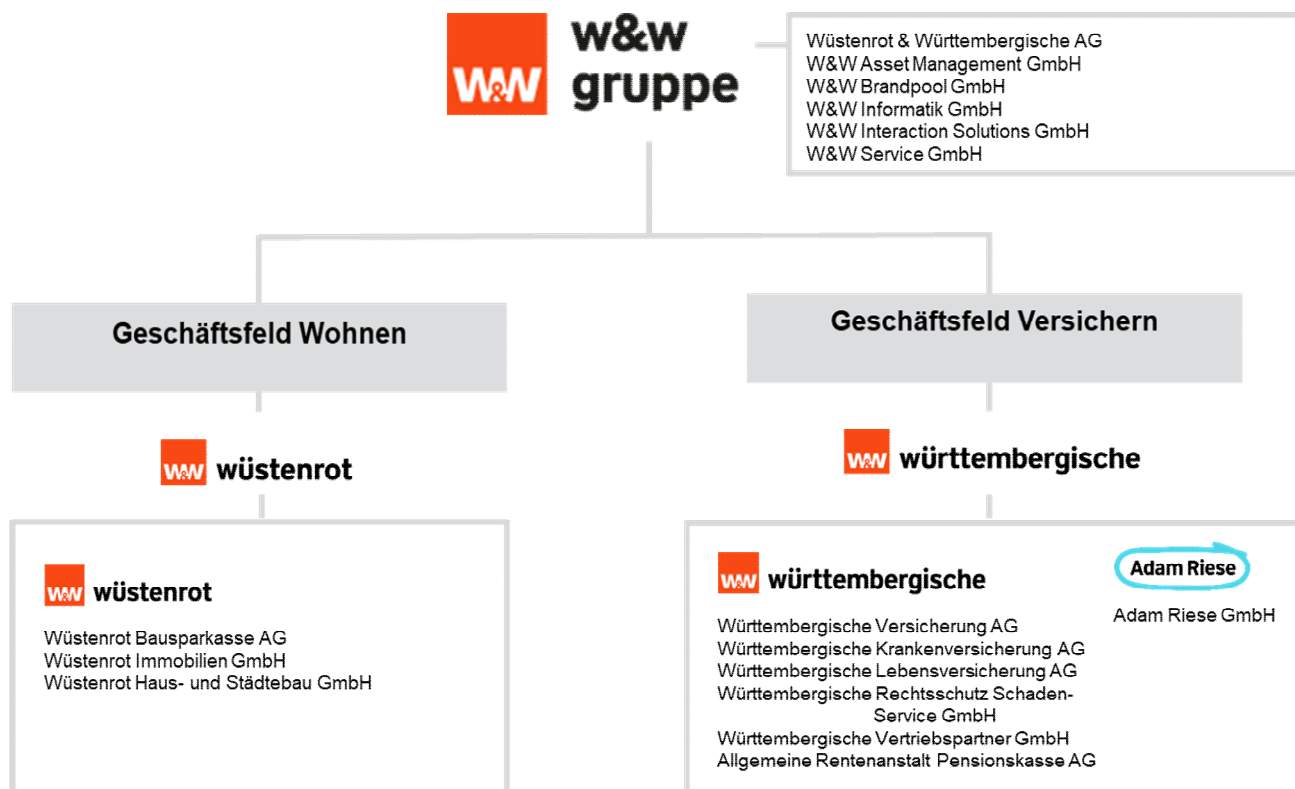 W&W
w&w
gruppe
Wüstenrot & Württembergische AG
W&W Asset Management GmbH
W&W Brandpool GmbH
W&W Informatik GmbH
W&W Interaction Solutions GmbH
W&W Service GmbH
Geschäftsfeld Wohnen
Geschäftsfeld Versichern
W&W wüstenrot
W&W württembergische
W&W wüstenrot
Wüstenrot Bausparkasse AG
Wüstenrot Immobilien GmbH
Wüstenrot Haus- und Städtebau GmbH
W&W württembergische
Württembergische Versicherung AG
Württembergische Krankenversicherung AG
Württembergische Lebensversicherung AG
Württembergische Rechtsschutz Schaden-
Service GmbH
Württembergische Vertriebspartner GmbH
Allgemeine Rentenanstalt Pensionskasse AG
Adam Riese
Adam Riese GmbH